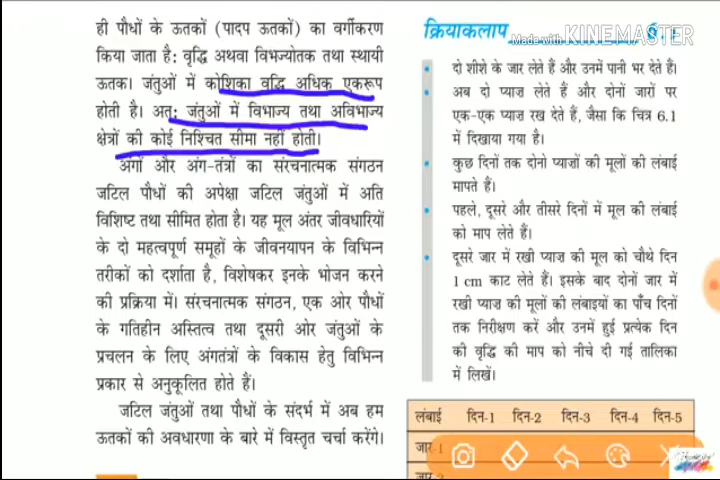 ही पौधों के ऊतकों (पादप ऊतकों) का वर्गीकरण
किया जाता है: वृद्धि अथवा विभज्योतक तथा स्थायी
ऊतक। जंतुओं में कोशिका वृद्धि अधिक एकरूप
होती है। अत: जंतुओं में विभाज्य तथा अविभाज्य
क्षेत्रों की कोई निश्चित सीमा नहीं होती।
अंगों और अंग-तंत्रों का संरचनात्मक संगठन
जटिल पौधों की अपेक्षा जटिल जंतुओं में अति
विशिष्ट तथा सीमित होता है। यह मूल अंतर जीवधारियों
के दो महत्वपूर्ण समूहों के जीवनयापन के विभिन्न
तरीकों को दर्शाता है, विशेषकर इनके भोजन करने
की प्रक्रिया में। संरचनात्मक संगठन, एक ओर पौधों
के गतिहीन अस्तित्व तथा दूसरी ओर जंतुओं के
प्रचलन के लिए अंगतंत्रों के विकास हेतु विभिन्न
प्रकार से अनुकूलित होते हैं।
जटिल जंतुओं तथा पौधों के संदर्भ में अब हम
ऊतकों की अवधारणा के बारे में विस्तृत चर्चा करेंगे।
क्रियाकलाप 6.1
Made with KINEMASTER
• दो शीशे के जार लेते हैं और उनमें पानी भर देते हैं।
• अब दो प्याज़ लेते हैं और दोनों जारों पर
एक-एक प्याज़ रख देते हैं, जैसा कि चित्र 6.1
में दिखाया गया है।
• कुछ दिनों तक दोनो प्याज़ों की मूलों की लंबाई
मापते हैं।
• पहले, दूसरे और तीसरे दिनों में मूल की लंबाई
को माप लेते हैं।
• दूसरे जार में रखी प्याज़ की मूल को चौथे दिन
1 cm काट लेते हैं। इसके बाद दोनों जार में
रखी प्याज़ की मूलों की लंबाइयों का पाँच दिनों
तक निरीक्षण करें और उनमें हुई प्रत्येक दिन
की वृद्धि की माप को नीचे दी गई तालिका
में लिखें।
लंबाई दिन-1 दिन-2 दिन-3 दिन-4 दिन-5
जार-1
जार-2